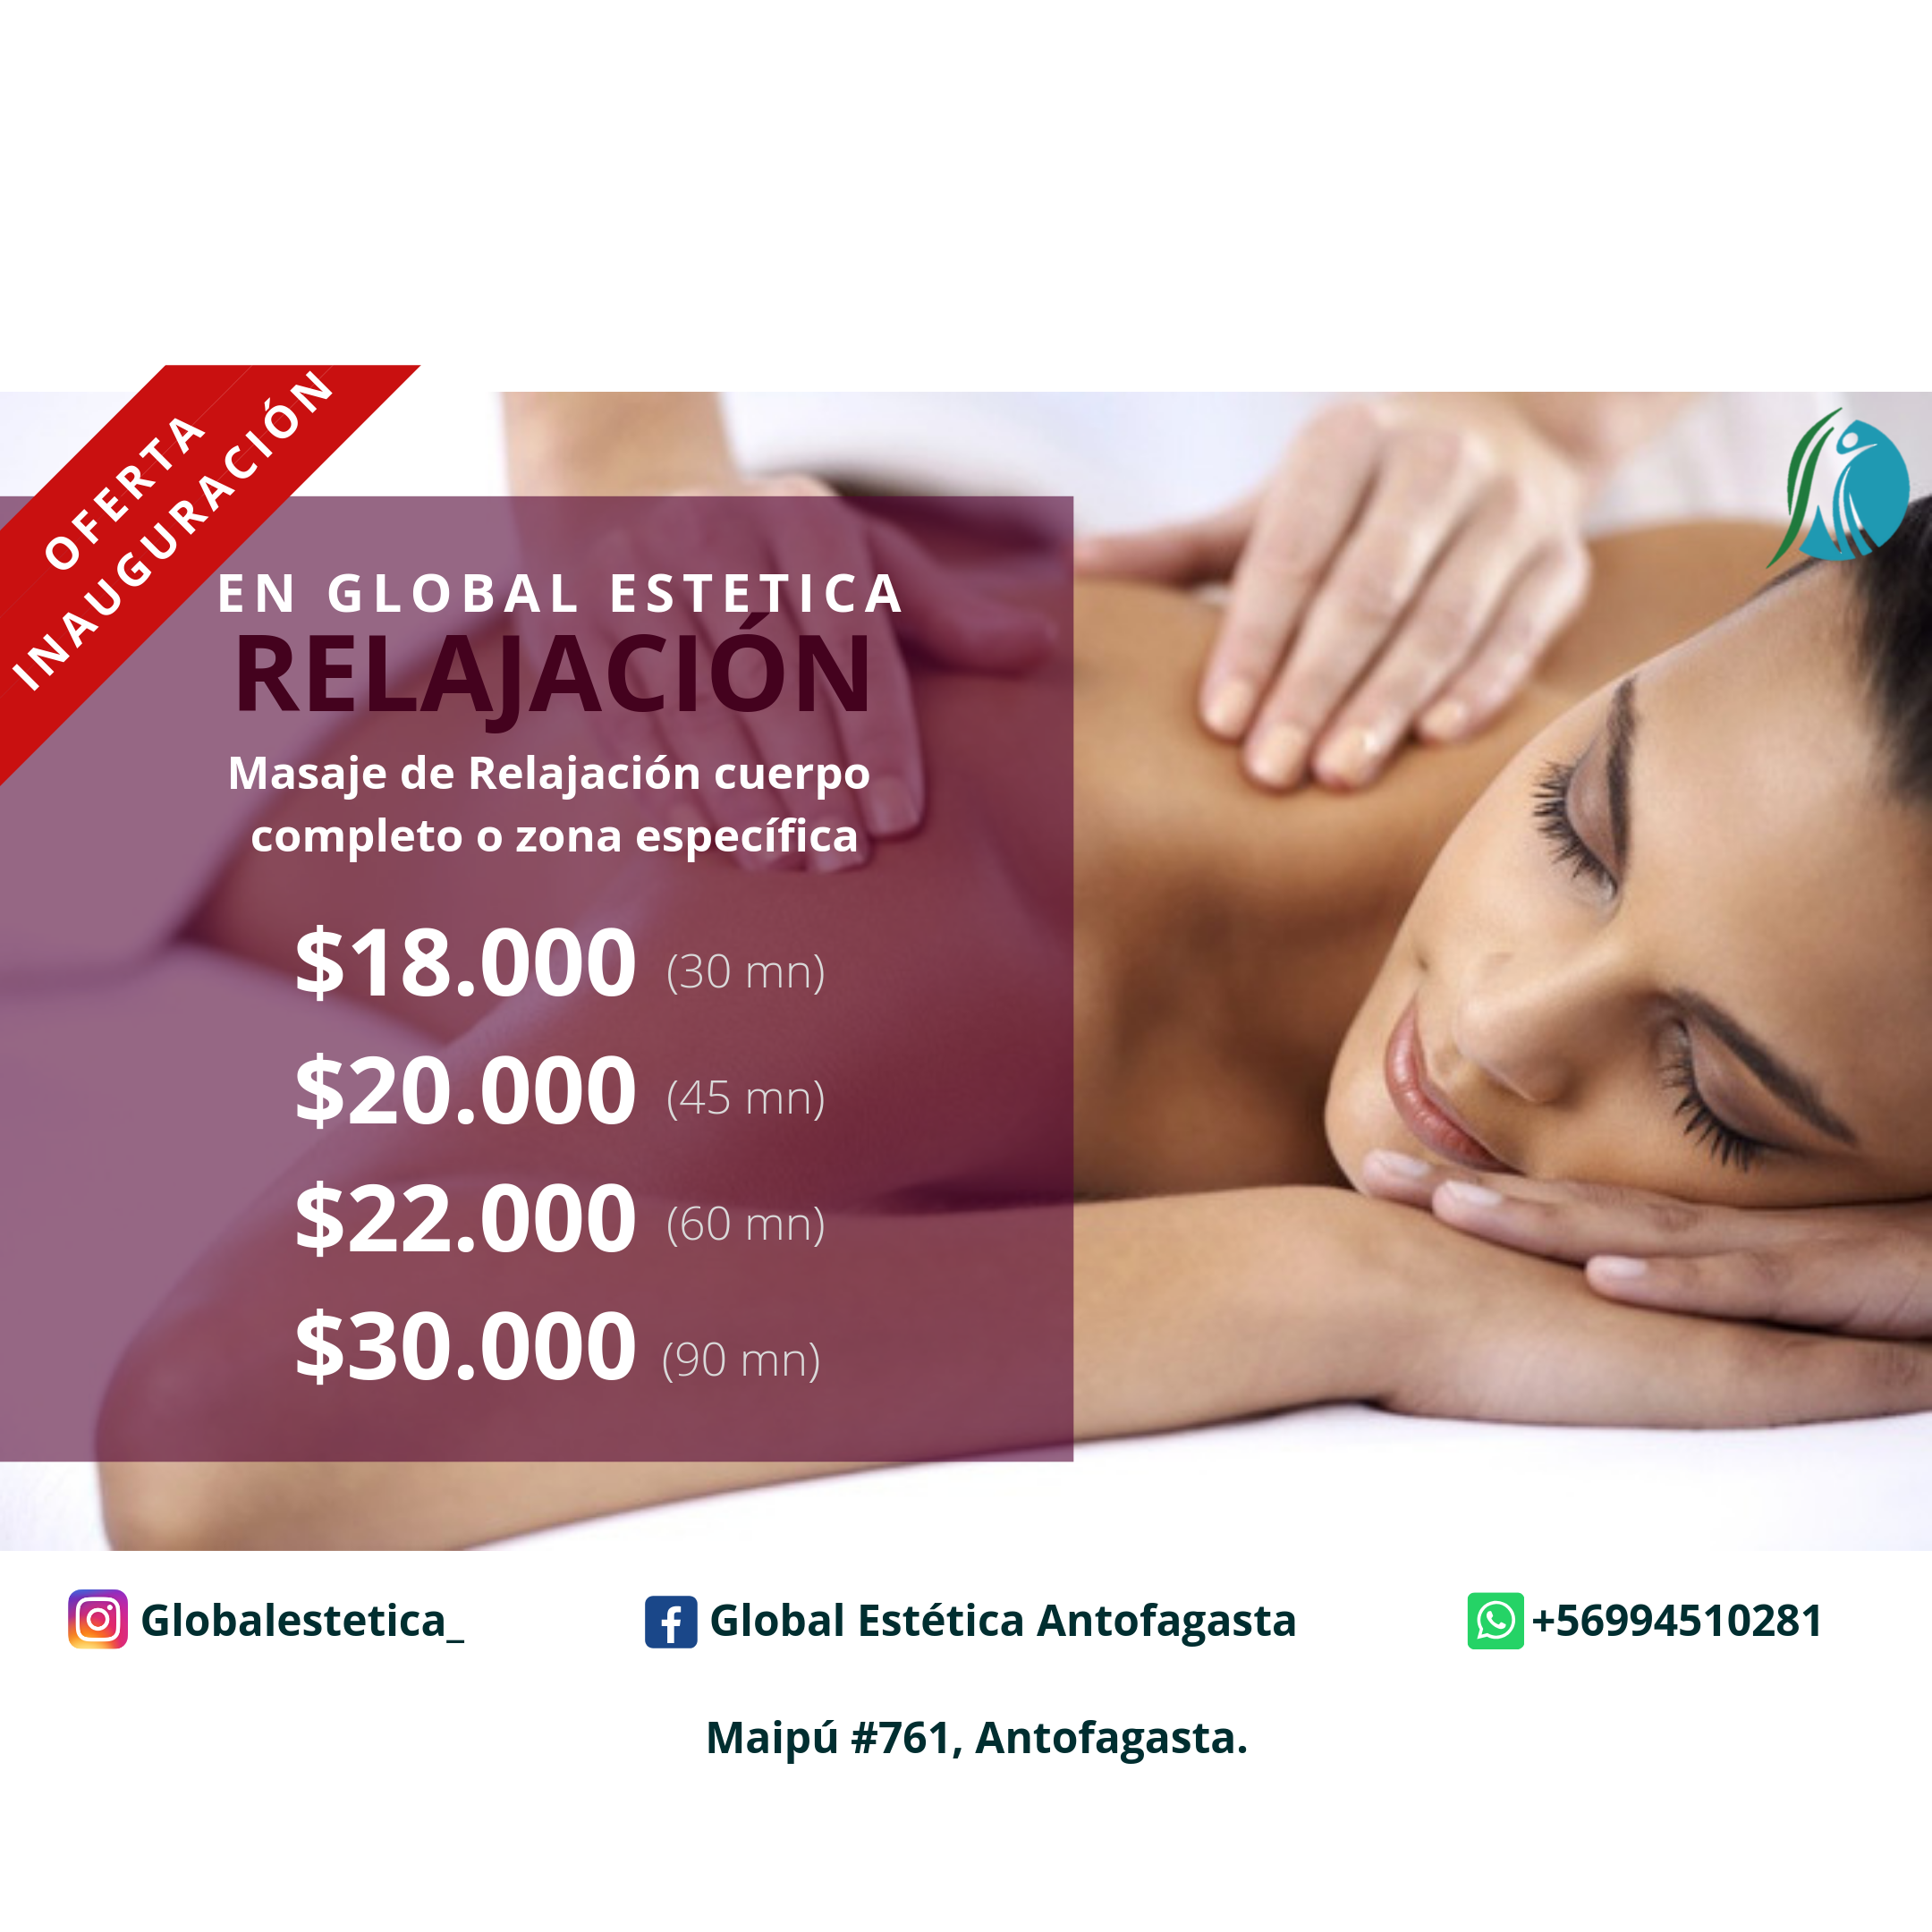 OFERTA
INAUGURACIÓN
EN GLOBAL ESTETICA
RELAJACIÓN
Masaje de Relajación cuerpo
completo o zona específica
$18.000 (30 mn)
$20.000 (45 mn)
$22.000 (60 mn)
$30.000 (90 mn)
Globalestetica_
Global Estética Antofagasta
+56994510281
Maipú #761, Antofagasta.